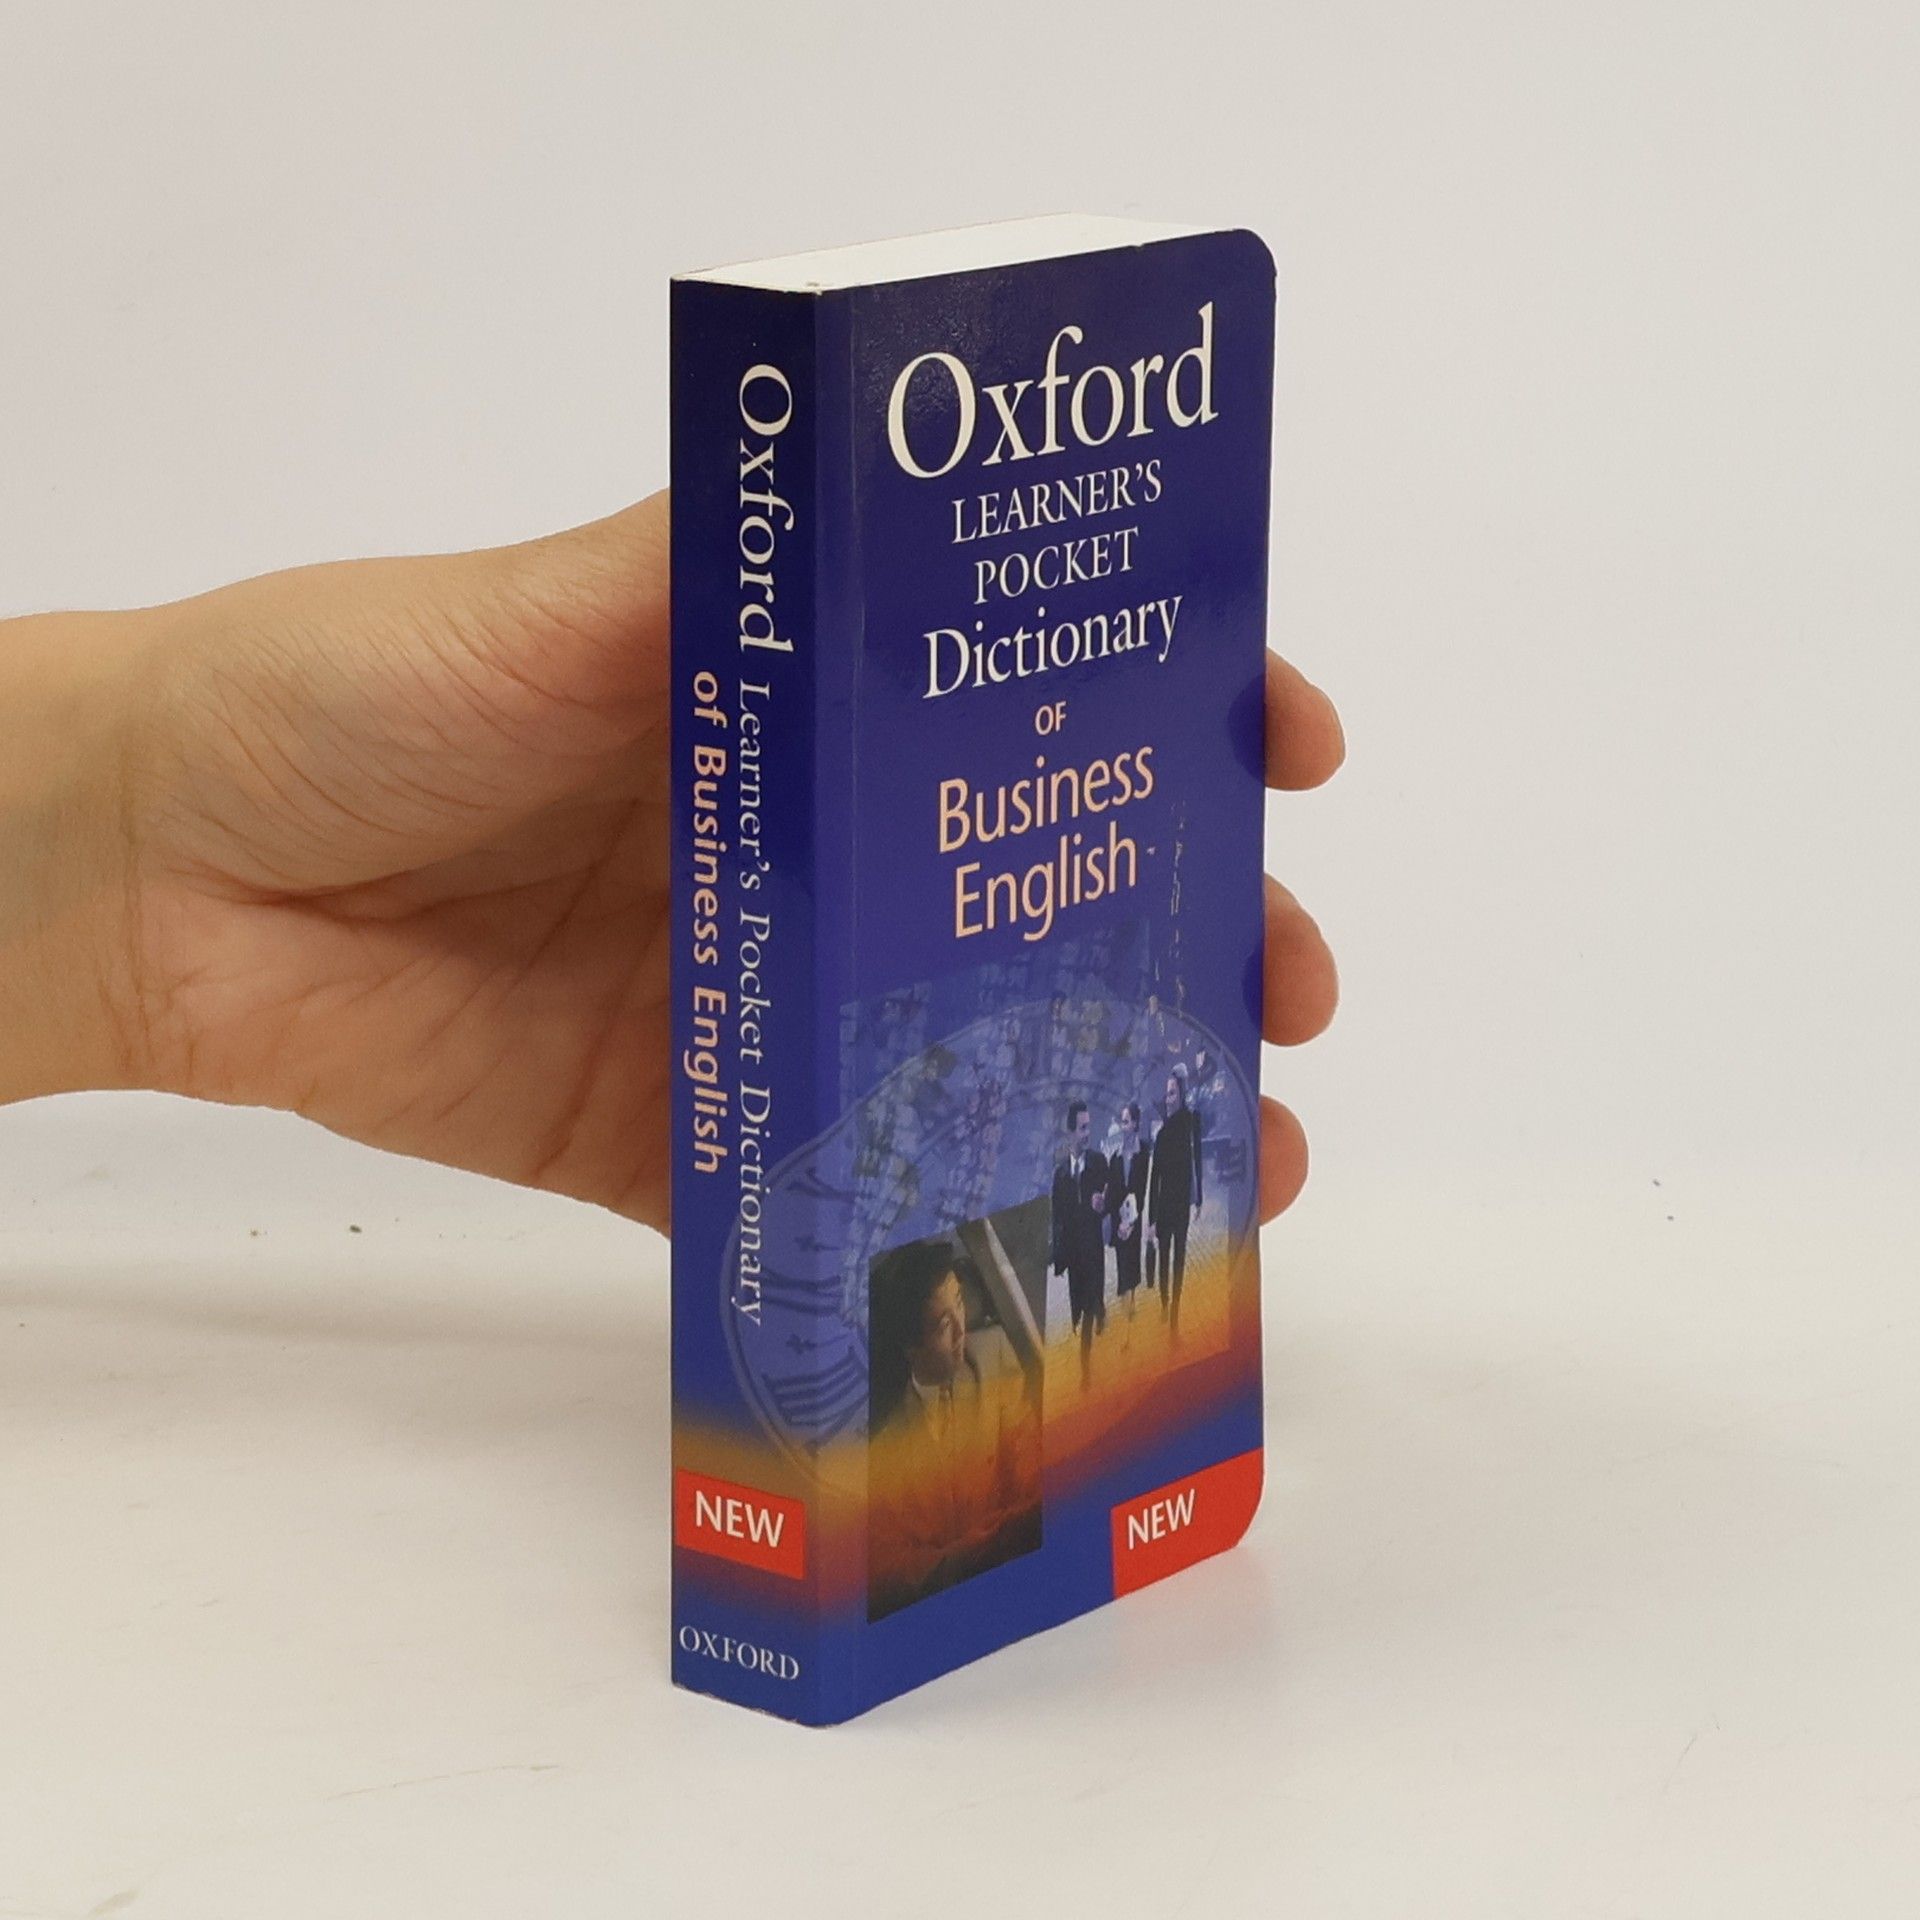 Oxford
LEARNER'S
POCKET
Dictionary
OF
Business
English
NEW
Oxford Learner's Pocket Dictionary
of Business English
NEW
OXFORD